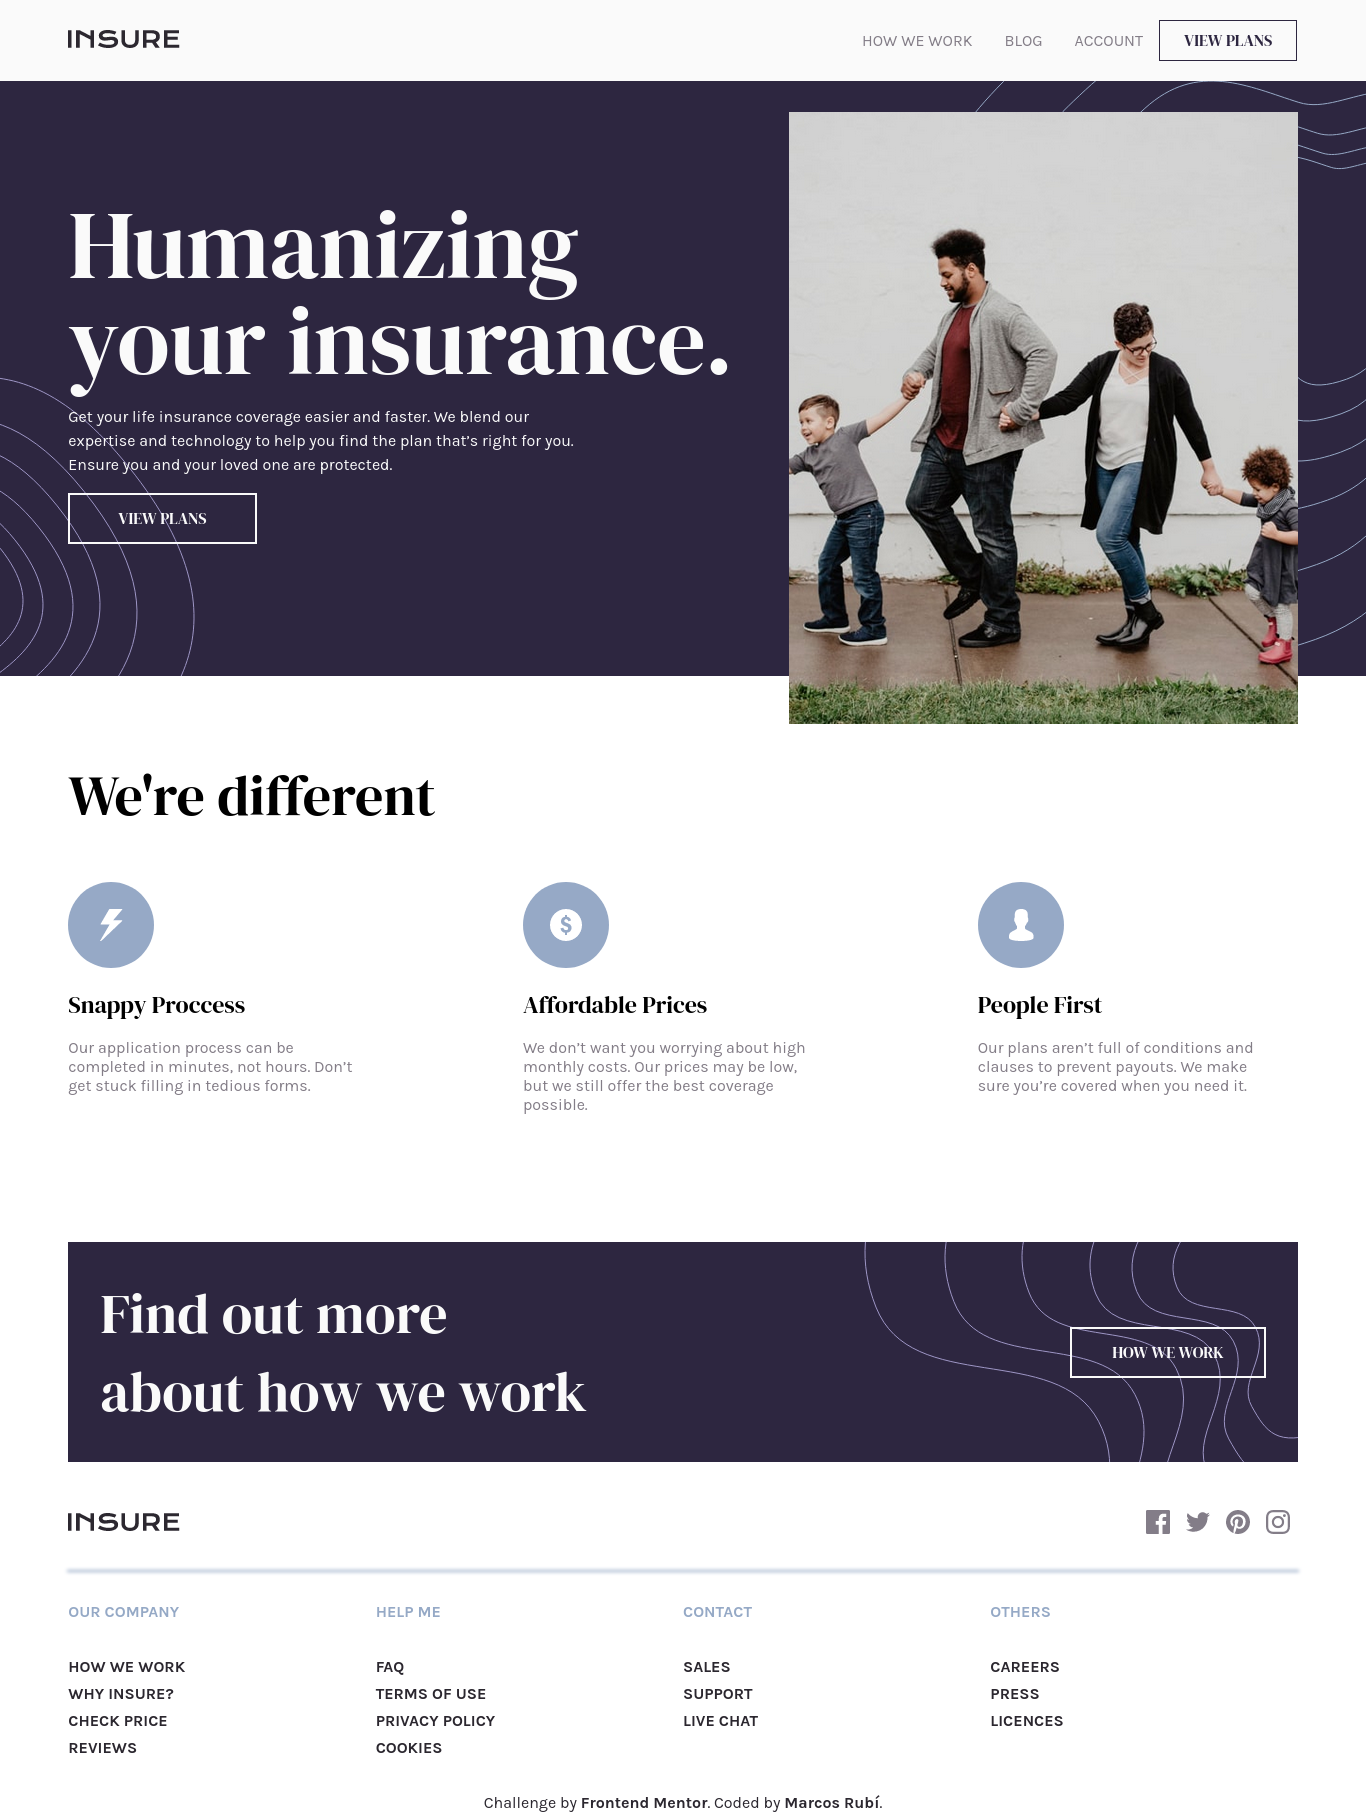 INSURE
HOW WE WORK BLOG ACCOUNT VIEW PLANS
Humanizing
your insurance.
Get your life insurance coverage easier and faster. We blend our
expertise and technology to help you find the plan that’s right for you.
Ensure you and your loved one are protected.
VIEW PLANS
We're different
Snappy Proccess
Our application process can be
completed in minutes, not hours. Don’t
get stuck filling in tedious forms.
Affordable Prices
We don’t want you worrying about high
monthly costs. Our prices may be low,
but we still offer the best coverage
possible.
People First
Our plans aren’t full of conditions and
clauses to prevent payouts. We make
sure you’re covered when you need it.
Find out more
about how we work
HOW WE WORK
INSURE
OUR COMPANY
HOW WE WORK
WHY INSURE?
CHECK PRICE
REVIEWS
HELP ME
FAQ
TERMS OF USE
PRIVACY POLICY
COOKIES
CONTACT
SALES
SUPPORT
LIVE CHAT
OTHERS
CAREERS
PRESS
LICENCES
Challenge by Frontend Mentor. Coded by Marcos Rubí.